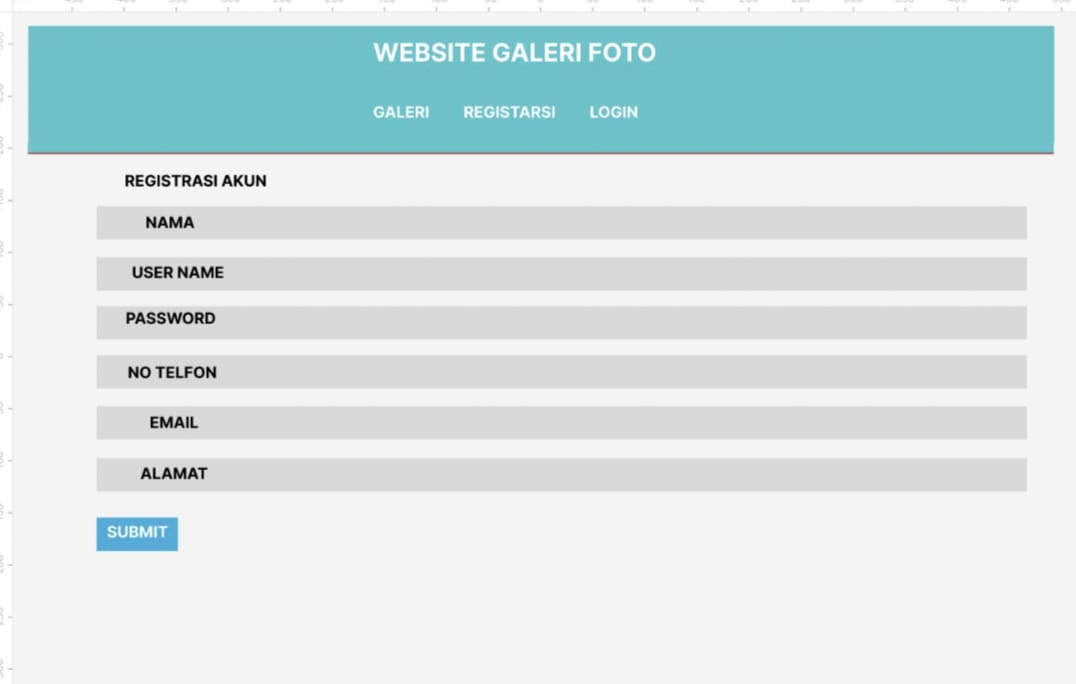 WEBSITE GALERI FOTO
GALERI REGISTARSI LOGIN
REGISTRASI AKUN
NAMA
USER NAME
PASSWORD
NO TELFON
EMAIL
ALAMAT
SUBMIT